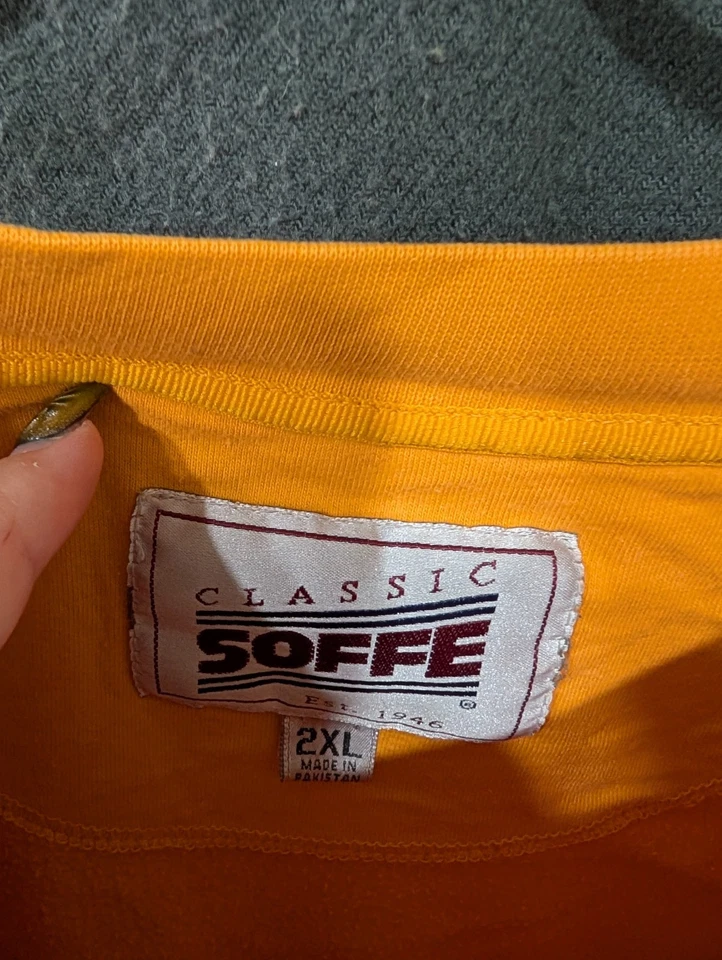 CLASSIC
SOFFE
®
EST. 1946
2XL
MADE IN
PAKISTAN